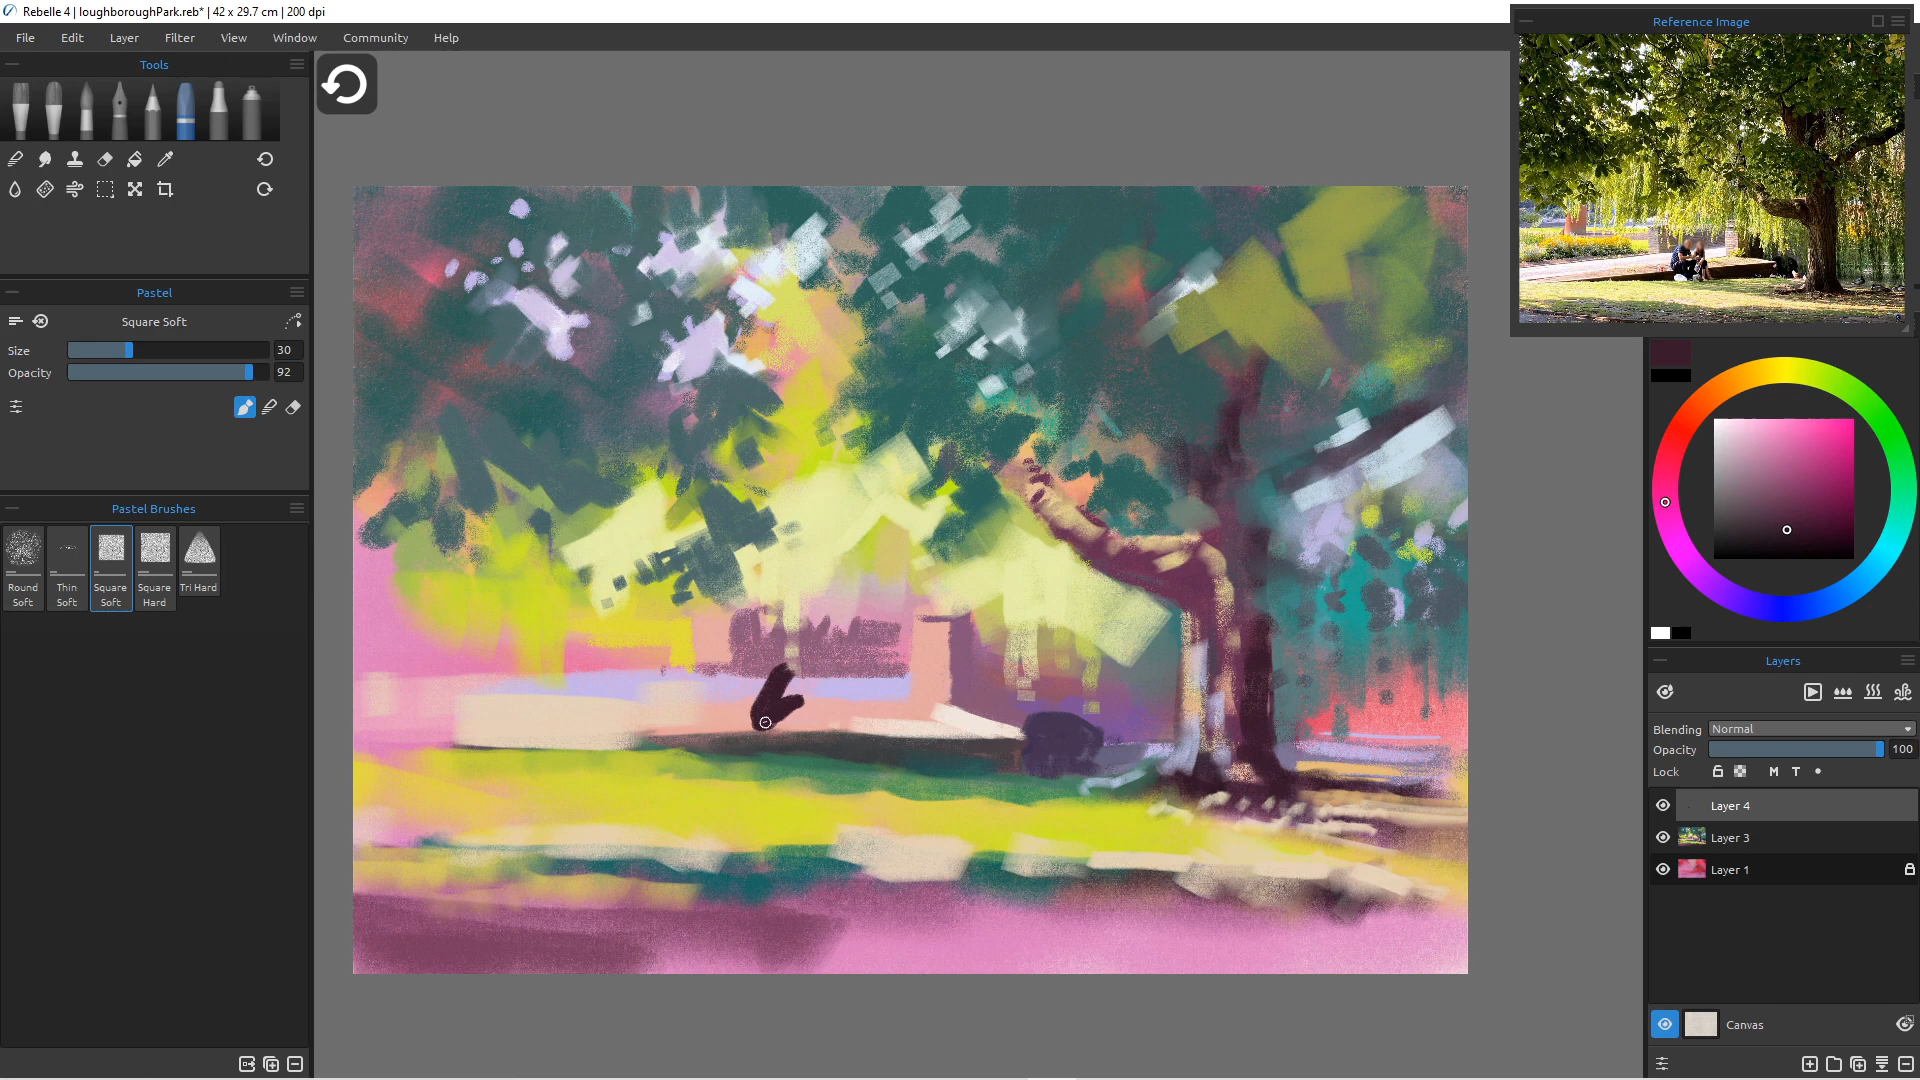 Rebelle 4 | loughboroughPark.reb* | 42 x 29.7 cm | 200 dpi
File Edit Layer Filter View Window Community Help
Reference Image
Tools
Pastel
Square Soft
Size 30
Opacity 92
Pastel Brushes
Round Soft
Thin Soft
Square Soft
Square Hard
Tri Hard
Layers
Blending Normal
Opacity 100
Lock M T
Layer 4
Layer 3
Layer 1
Canvas